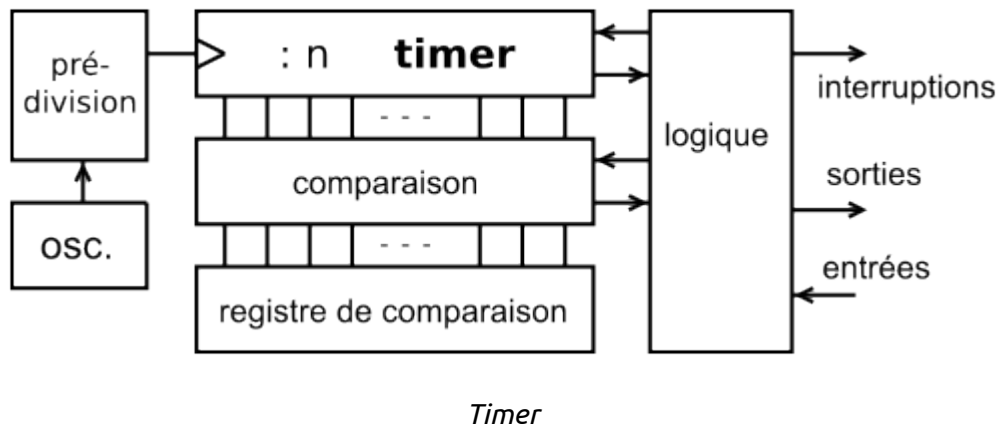 pré-
division
: n timer
- - -
comparaison
- - -
registre de comparaison
osc.
logique
interruptions
sorties
entrées
Timer